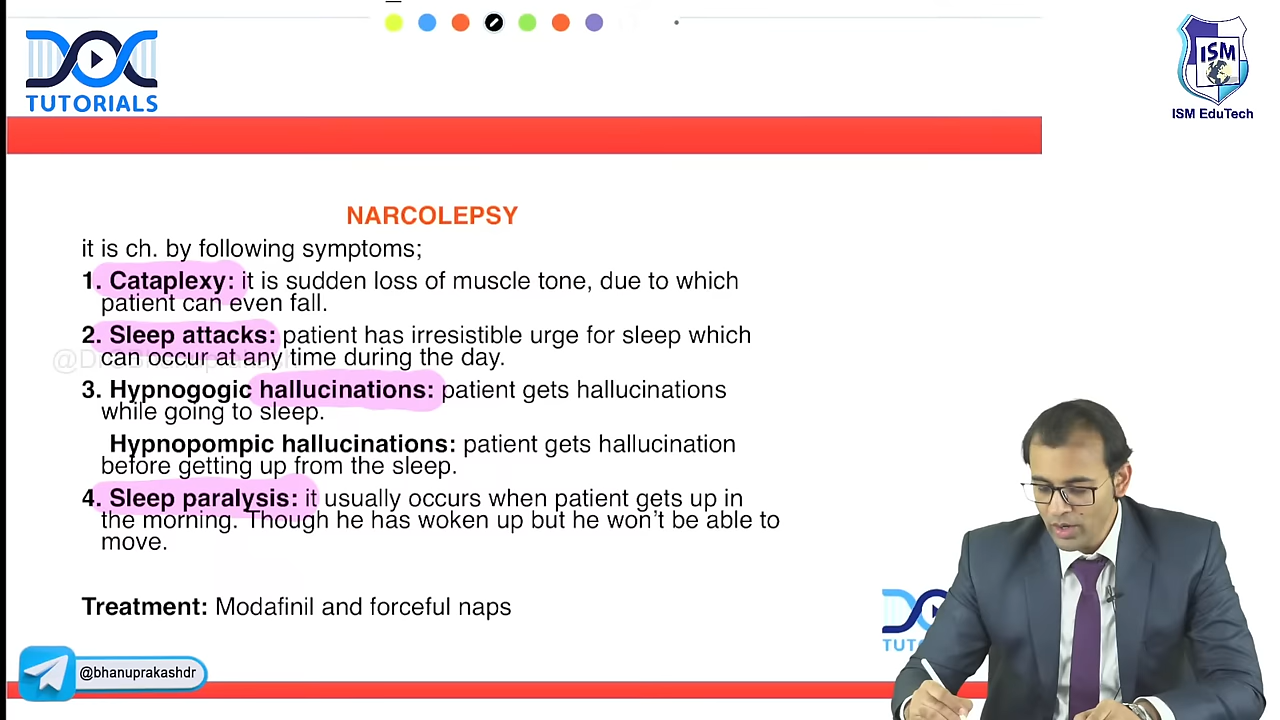 TUTORIALS
ISM
ISM EduTech
NARCOLEPSY
it is ch. by following symptoms;
1. Cataplexy: it is sudden loss of muscle tone, due to which
patient can even fall.
2. Sleep attacks: patient has irresistible urge for sleep which
can occur at any time during the day.
3. Hypnogogic hallucinations: patient gets hallucinations
while going to sleep.
Hypnopompic hallucinations: patient gets hallucination
before getting up from the sleep.
4. Sleep paralysis: it usually occurs when patient gets up in
the morning. Though he has woken up but he won't be able to
move.
Treatment: Modafinil and forceful naps
@bhanuprakashdr